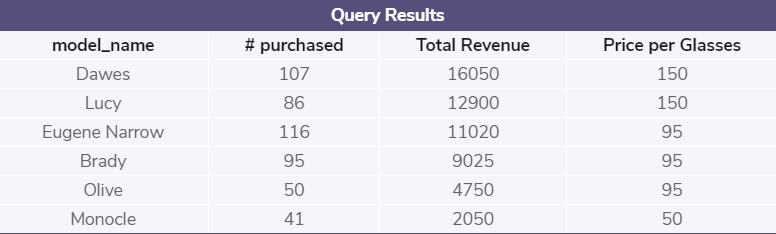 Query Results
model_name # purchased Total Revenue Price per Glasses
Dawes 107 16050 150
Lucy 86 12900 150
Eugene Narrow 116 11020 95
Brady 95 9025 95
Olive 50 4750 95
Monocle 41 2050 50